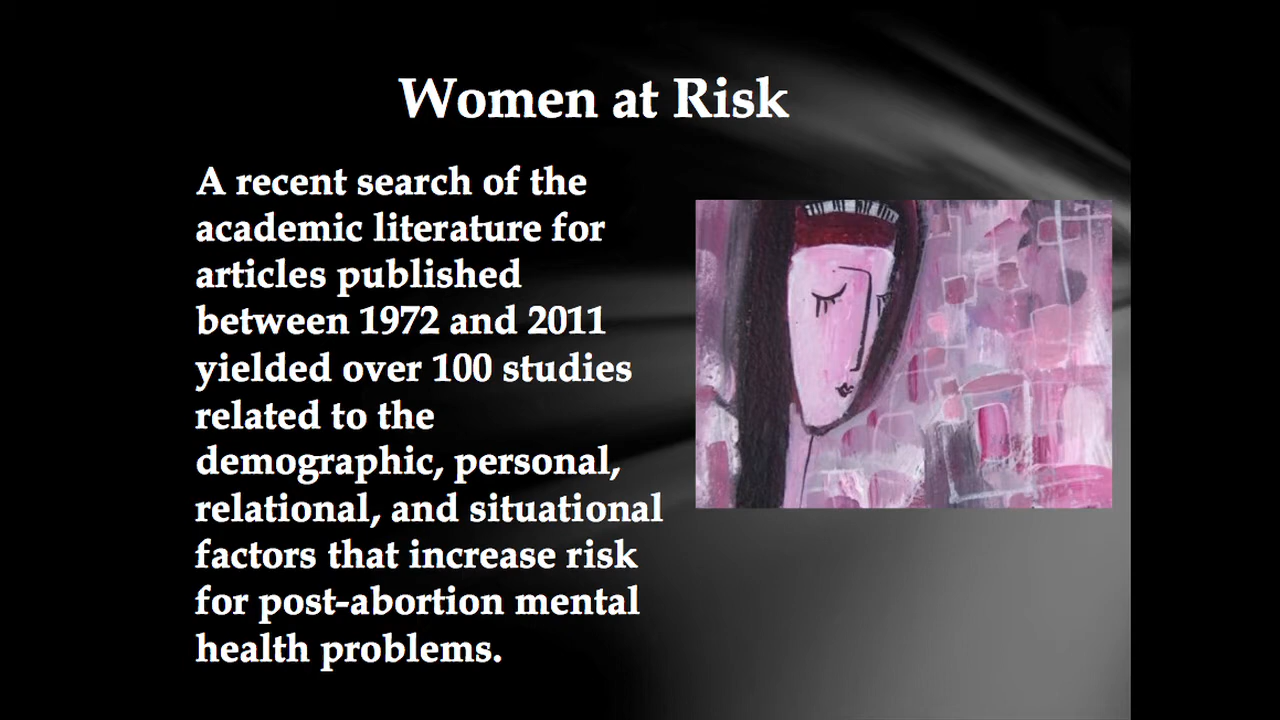 Women at Risk
A recent search of the
academic literature for
articles published
between 1972 and 2011
yielded over 100 studies
related to the
demographic, personal,
relational, and situational
factors that increase risk
for post-abortion mental
health problems.